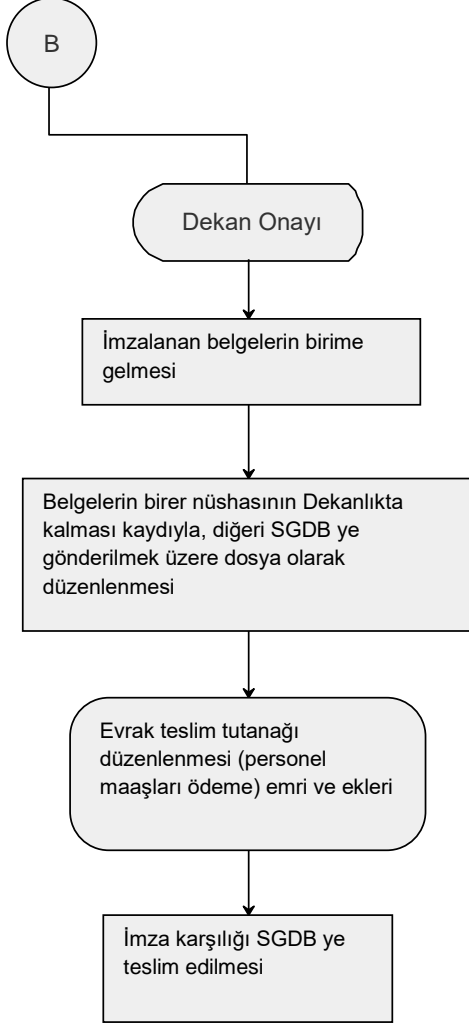 B
Dekan Onayı
İmzalanan belgelerin birime
gelmesi
Belgelerin birer nüshasının Dekanlıkta
kalması kaydıyla, diğeri SGDB ye
gönderilmek üzere dosya olarak
düzenlenmesi
Evrak teslim tutanağı
düzenlenmesi (personel
maaşları ödeme) emri ve ekleri
İmza karşılığı SGDB ye
teslim edilmesi